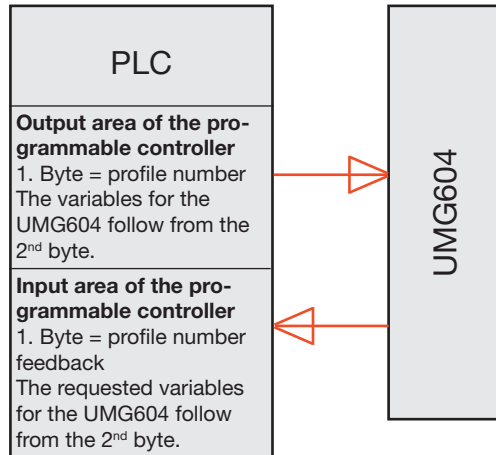 PLC
Output area of the pro-
grammable controller
1. Byte = profile number
The variables for the
UMG604 follow from the
2nd byte.
Input area of the pro-
grammable controller
1. Byte = profile number
feedback
The requested variables
for the UMG604 follow
from the 2nd byte.
UMG604